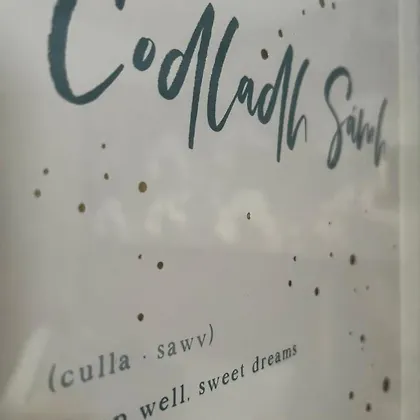 Codladh Sámh
(culla · sawv)
well. sweet dreams